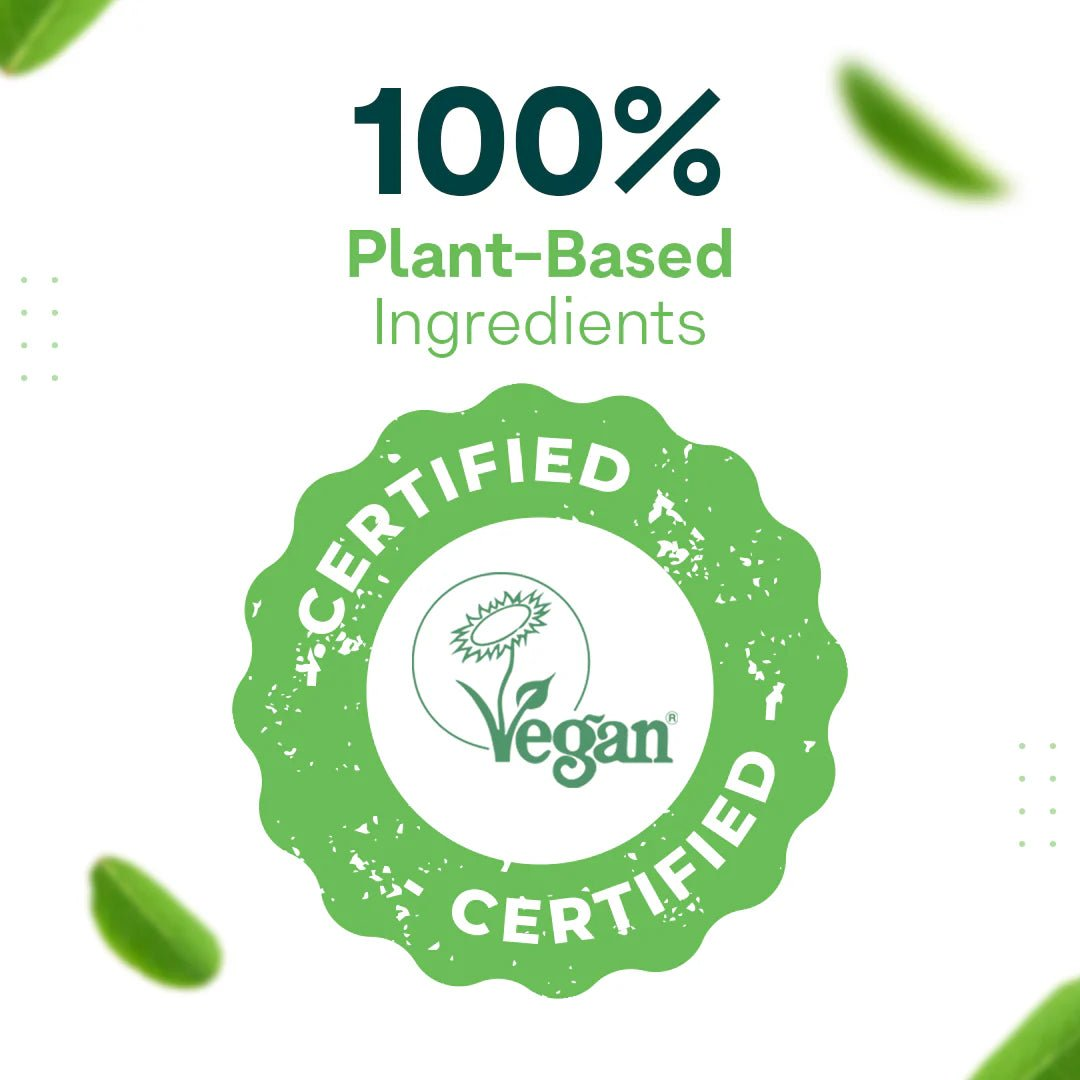 100%
Plant-Based
Ingredients
CERTIFIED
Vegan®
CERTIFIED